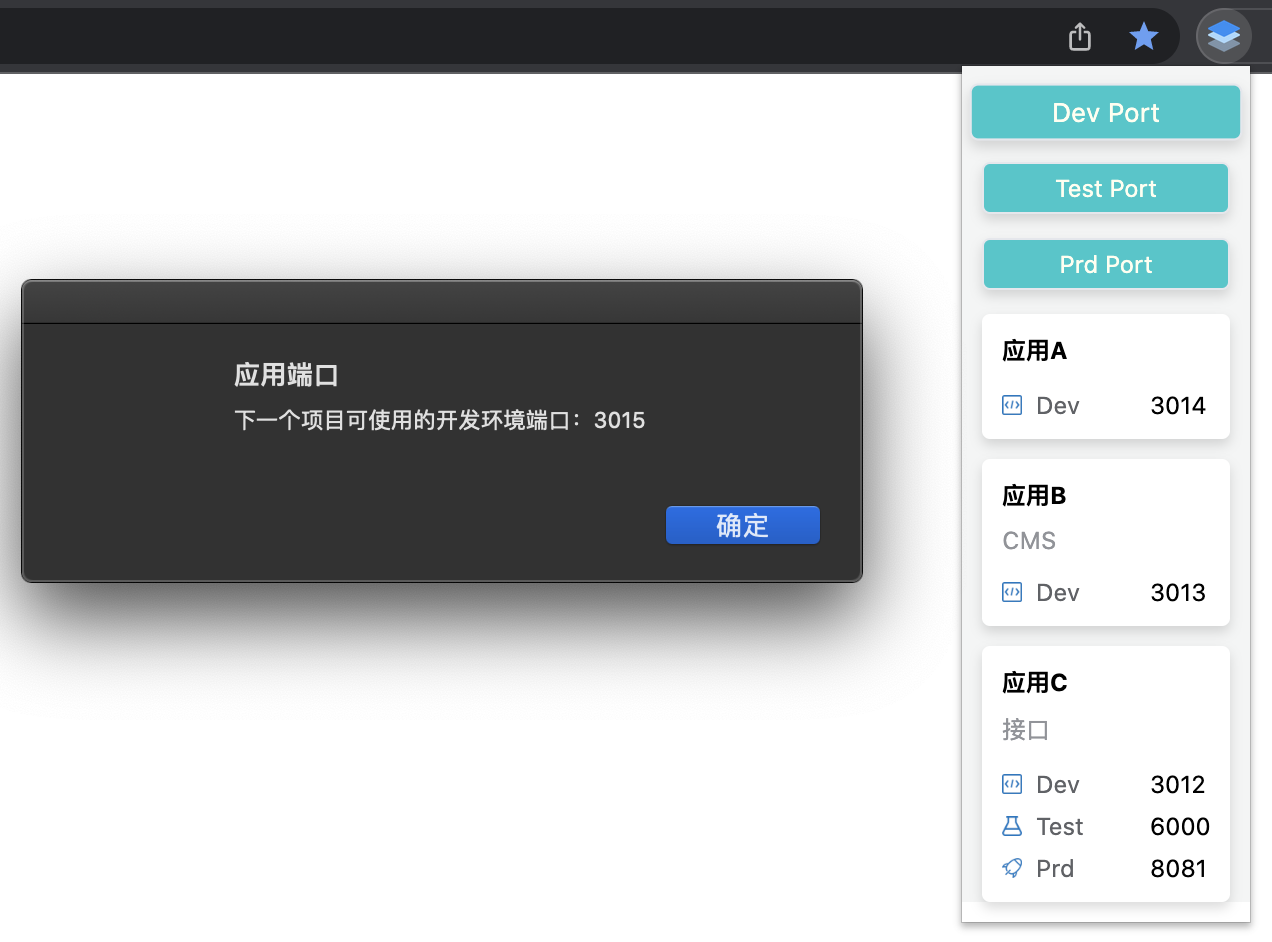 Dev Port
Test Port
Prd Port
应用端口
下一个项目可使用的开发环境端口：3015
确定
应用A
Dev 3014
应用B
CMS
Dev 3013
应用C
接口
Dev 3012
Test 6000
Prd 8081